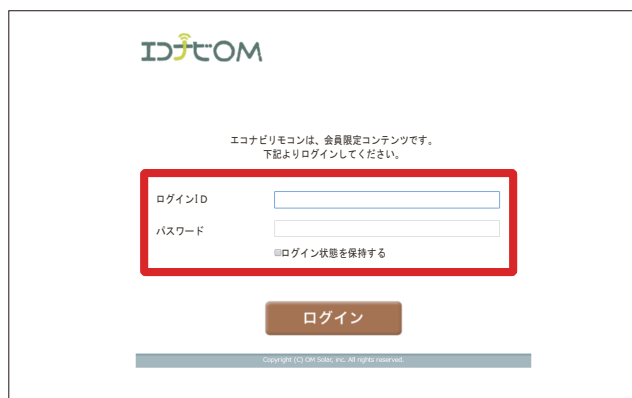 エコナビOM
エコナビリモコンは、会員限定コンテンツです。
下記よりログインしてください。
ログインID
パスワード
ログイン状態を保持する
ログイン
Copyright (C) OM Solar, Inc. All rights reserved.